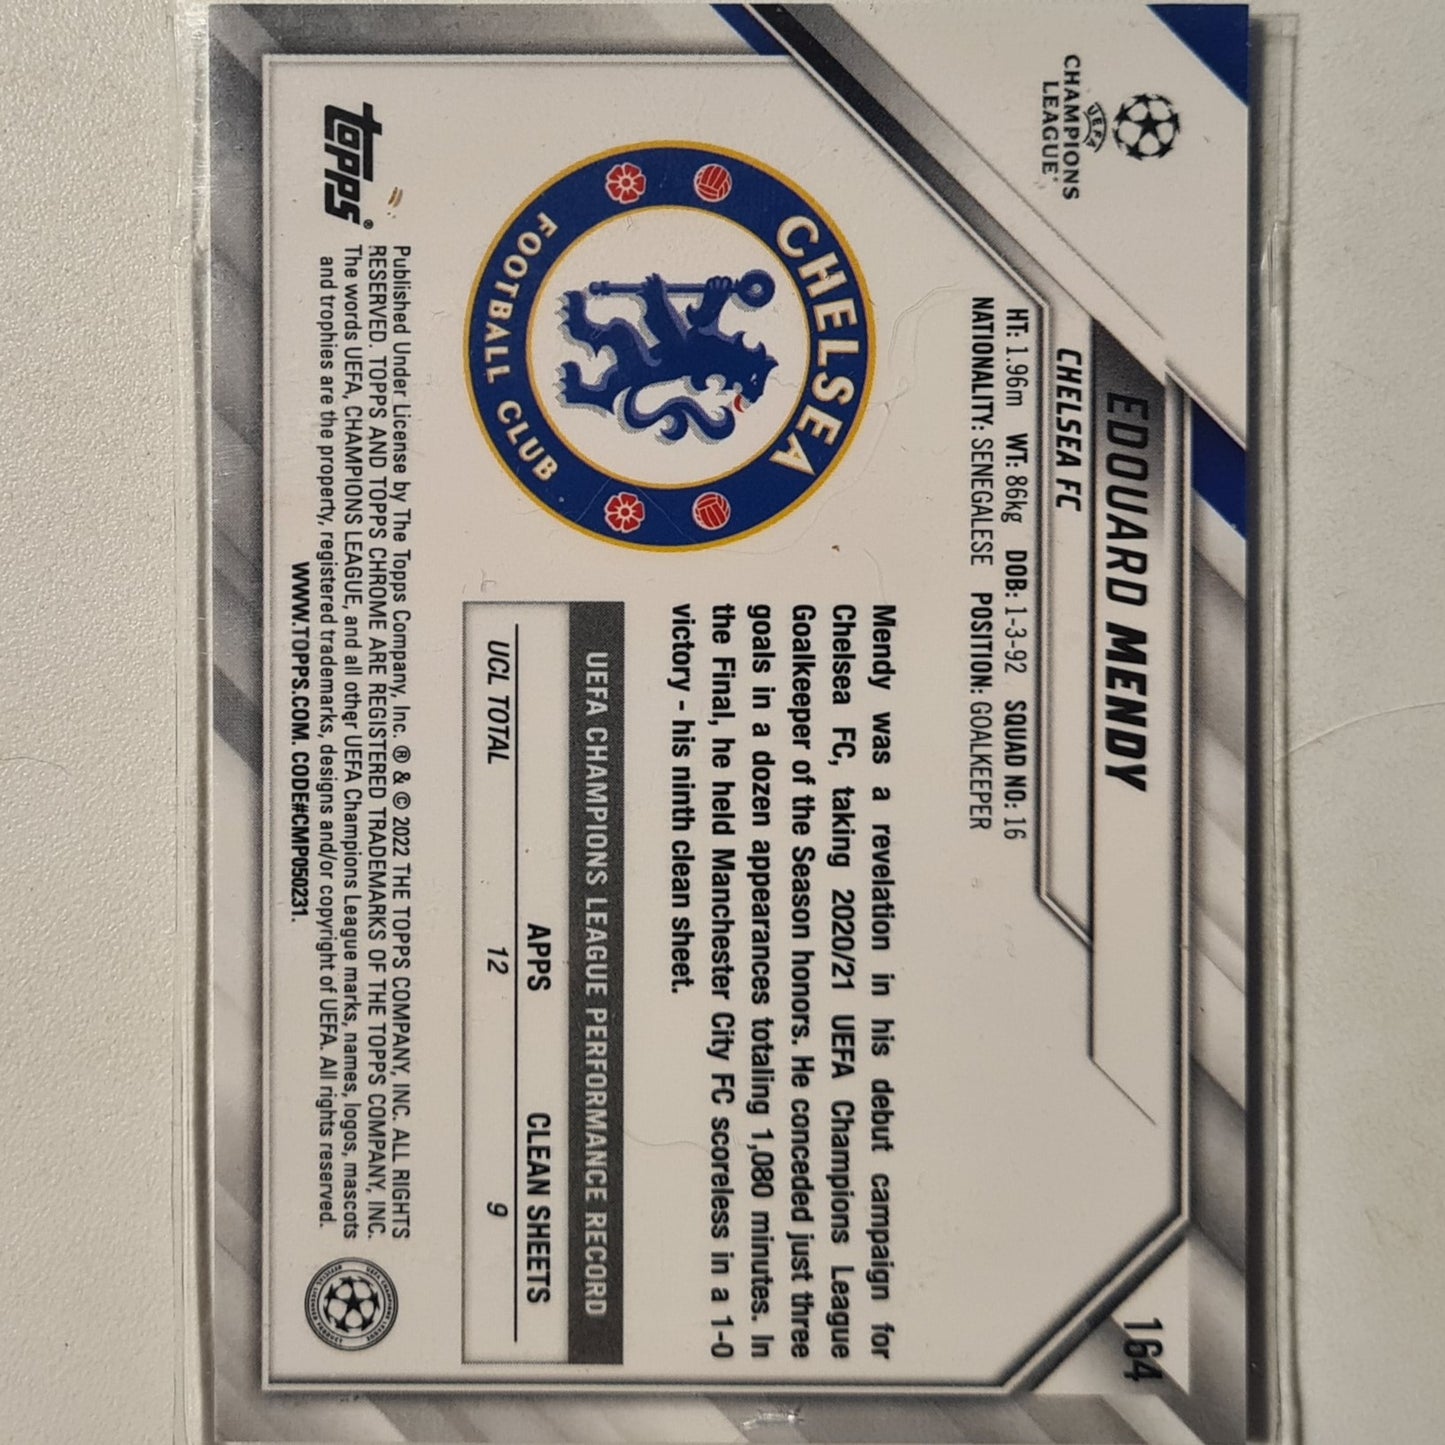 UEFA
CHAMPIONS
LEAGUE
164
EDOUARD MENDY
CHELSEA FC
HT: 1.96m WT: 86kg DOB: 1-3-92 SQUAD NO: 16
NATIONALITY: SENEGALESE POSITION: GOALKEEPER
CHELSEA
FOOTBALL CLUB
Mendy was a revelation in his debut campaign for
Chelsea FC, taking 2020/21 UEFA Champions League
Goalkeeper of the Season honors. He conceded just three
goals in a dozen appearances totaling 1,080 minutes. In
the Final, he held Manchester City FC scoreless in a 1-0
victory - his ninth clean sheet.
UEFA CHAMPIONS LEAGUE PERFORMANCE RECORD
APPS CLEAN SHEETS
UCL TOTAL 12 9
topps®
Published Under License by The Topps Company, Inc. ® & © 2022 THE TOPPS COMPANY, INC. ALL RIGHTS
RESERVED. TOPPS AND TOPPS CHROME ARE REGISTERED TRADEMARKS OF THE TOPPS COMPANY, INC.
The words UEFA, CHAMPIONS LEAGUE, and all other UEFA Champions League marks, names, logos, mascots
and trophies are the property, registered trademarks, designs and/or copyright of UEFA. All rights reserved.
WWW.TOPPS.COM. CODE#CMP050231.